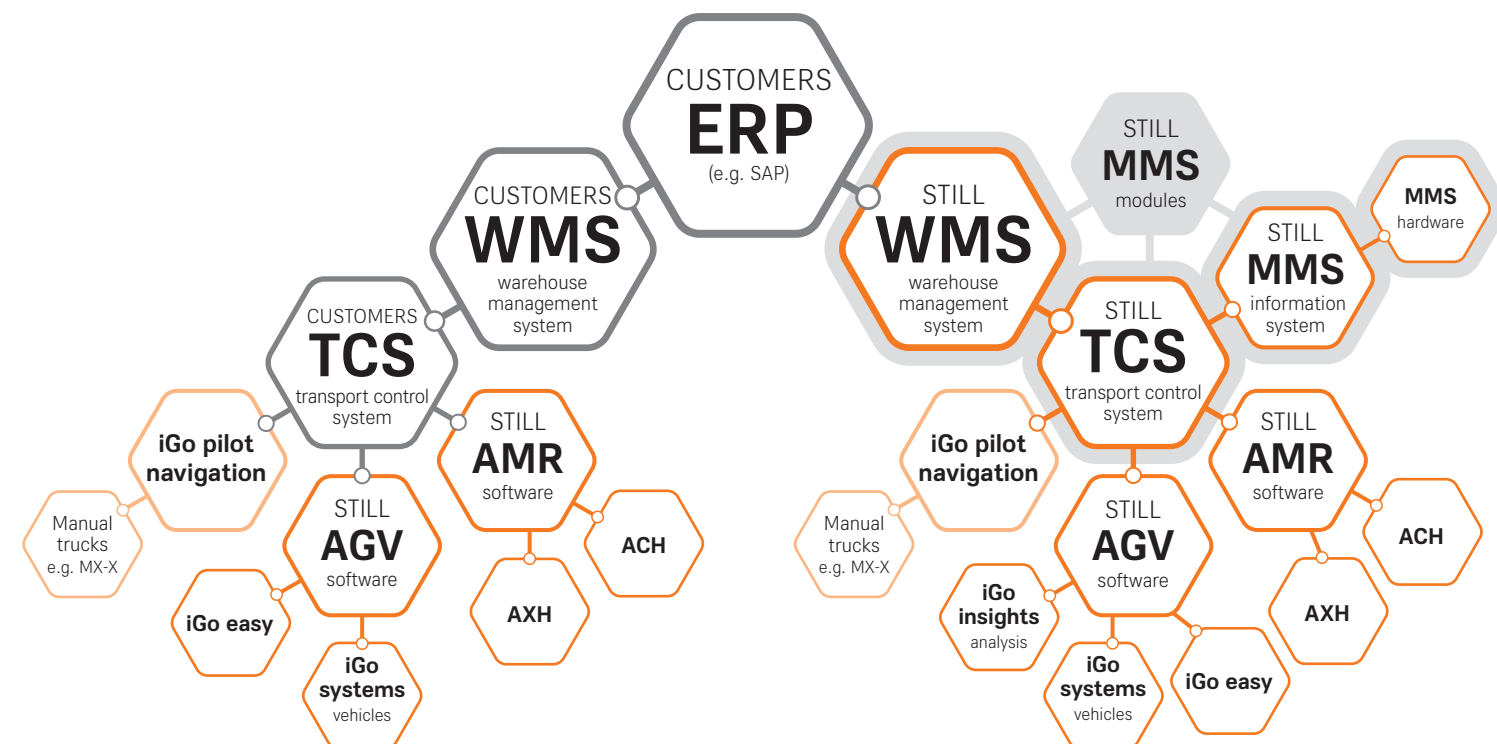 CUSTOMERS
ERP
(e.g. SAP)
CUSTOMERS
WMS
warehouse
management
system
CUSTOMERS
TCS
transport control
system
iGo pilot
navigation
Manual
trucks
e.g. MX-X
STILL
AGV
software
iGo easy
iGo
systems
vehicles
STILL
AMR
software
AXH
ACH
STILL
WMS
warehouse
management
system
STILL
MMS
modules
STILL
MMS
information
system
MMS
hardware
STILL
TCS
transport control
system
iGo pilot
navigation
Manual
trucks
e.g. MX-X
STILL
AGV
software
iGo
insights
analysis
iGo
systems
vehicles
iGo easy
STILL
AMR
software
AXH
ACH